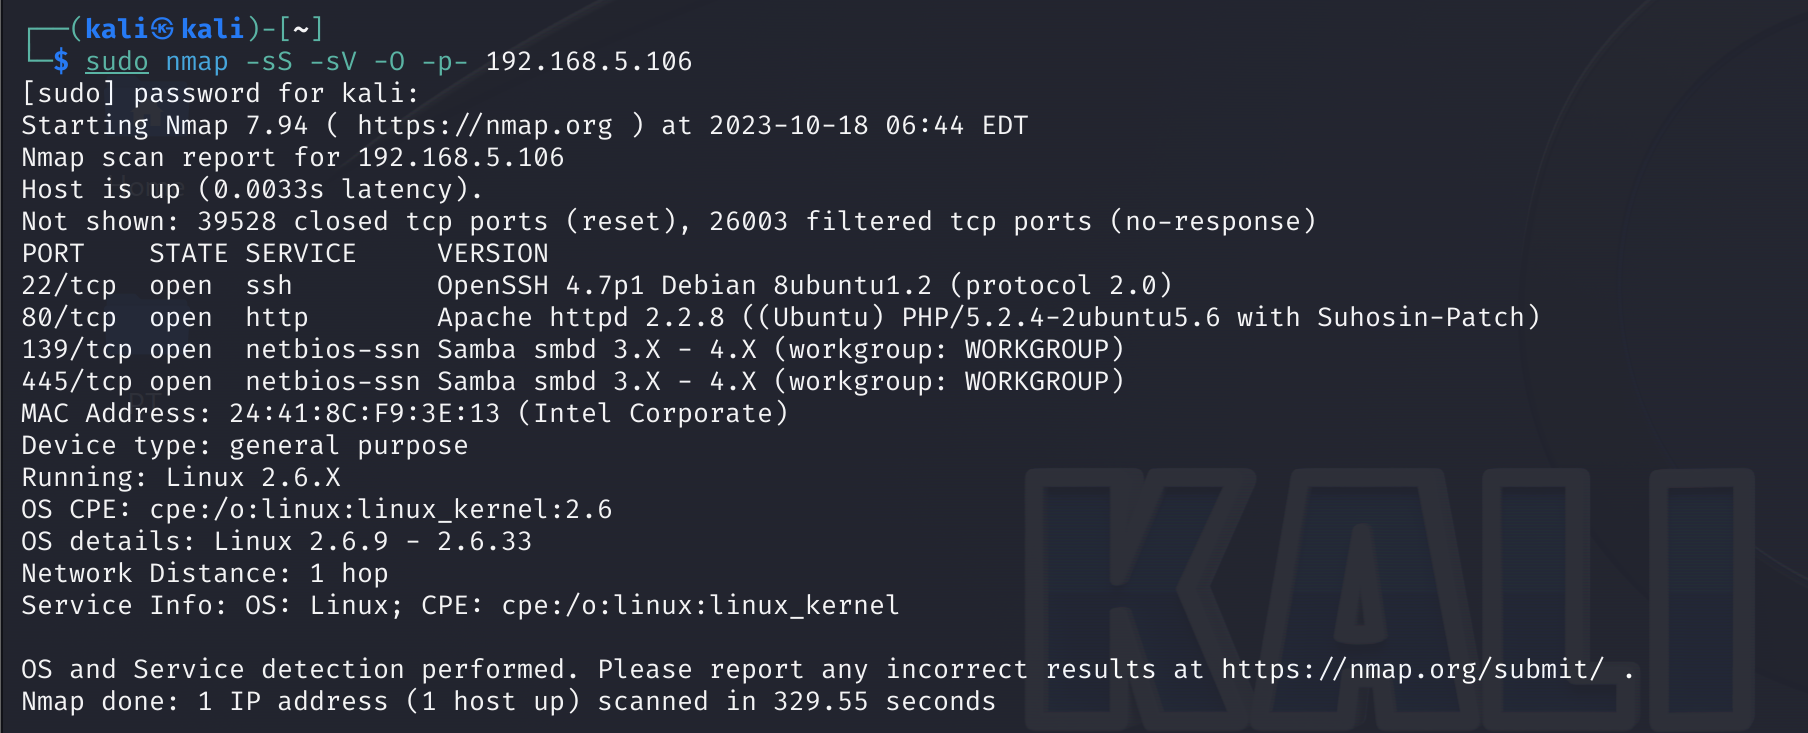 ┌──(kali㉿kali)-[~]
└─$ sudo nmap -sS -sV -O -p- 192.168.5.106
[sudo] password for kali:
Starting Nmap 7.94 ( https://nmap.org ) at 2023-10-18 06:44 EDT
Nmap scan report for 192.168.5.106
Host is up (0.0033s latency).
Not shown: 39528 closed tcp ports (reset), 26003 filtered tcp ports (no-response)
PORT    STATE SERVICE     VERSION
22/tcp  open  ssh         OpenSSH 4.7p1 Debian 8ubuntu1.2 (protocol 2.0)
80/tcp  open  http        Apache httpd 2.2.8 ((Ubuntu) PHP/5.2.4-2ubuntu5.6 with Suhosin-Patch)
139/tcp open  netbios-ssn Samba smbd 3.X - 4.X (workgroup: WORKGROUP)
445/tcp open  netbios-ssn Samba smbd 3.X - 4.X (workgroup: WORKGROUP)
MAC Address: 24:41:8C:F9:3E:13 (Intel Corporate)
Device type: general purpose
Running: Linux 2.6.X
OS CPE: cpe:/o:linux:linux_kernel:2.6
OS details: Linux 2.6.9 - 2.6.33
Network Distance: 1 hop
Service Info: OS: Linux; CPE: cpe:/o:linux:linux_kernel
OS and Service detection performed. Please report any incorrect results at https://nmap.org/submit/ .
Nmap done: 1 IP address (1 host up) scanned in 329.55 seconds
KALI